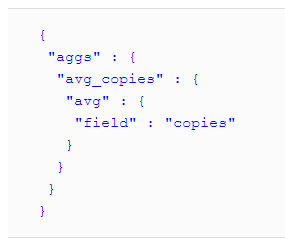 {
"aggs" : {
"avg_copies" : {
"avg" : {
"field" : "copies"
}
}
}
}